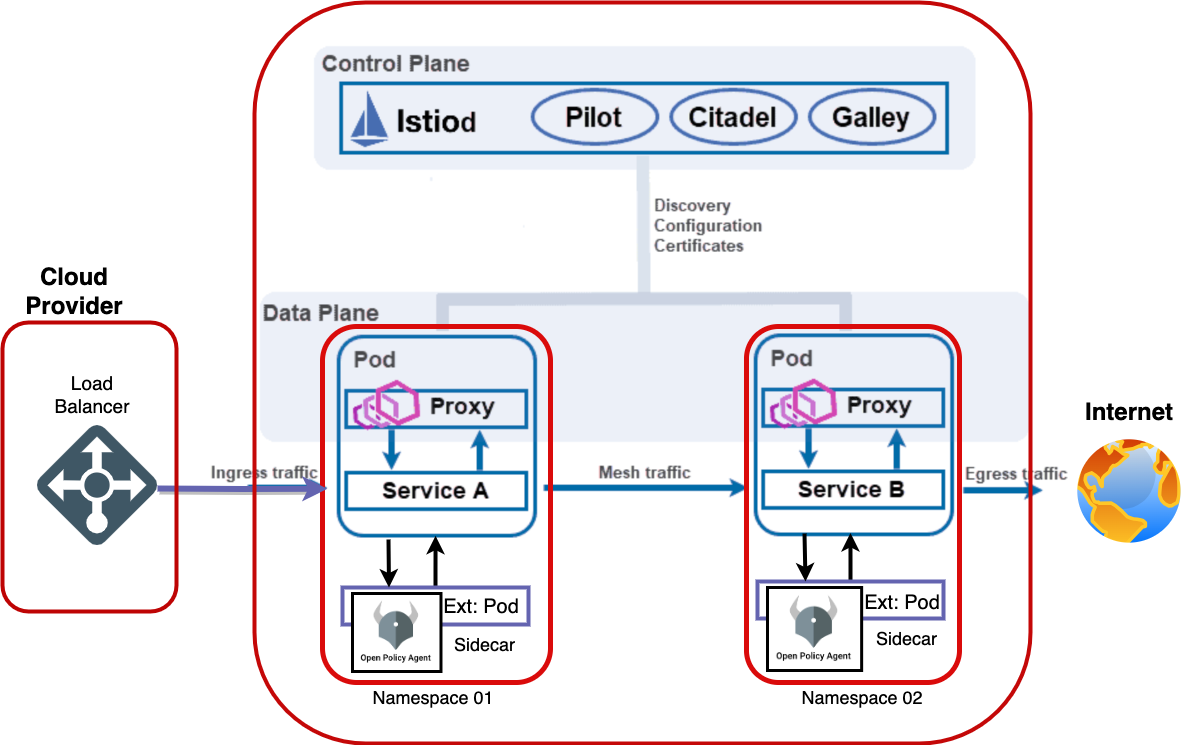 Control Plane
Istiod
Pilot
Citadel
Galley
Discovery
Configuration
Certificates
Cloud
Provider
Load
Balancer
Data Plane
Pod
Proxy
Service A
Pod
Proxy
Service B
Ingress traffic
Mesh traffic
Egress traffic
Internet
Ext: Pod
Open Policy Agent
Sidecar
Namespace 01
Ext: Pod
Open Policy Agent
Sidecar
Namespace 02